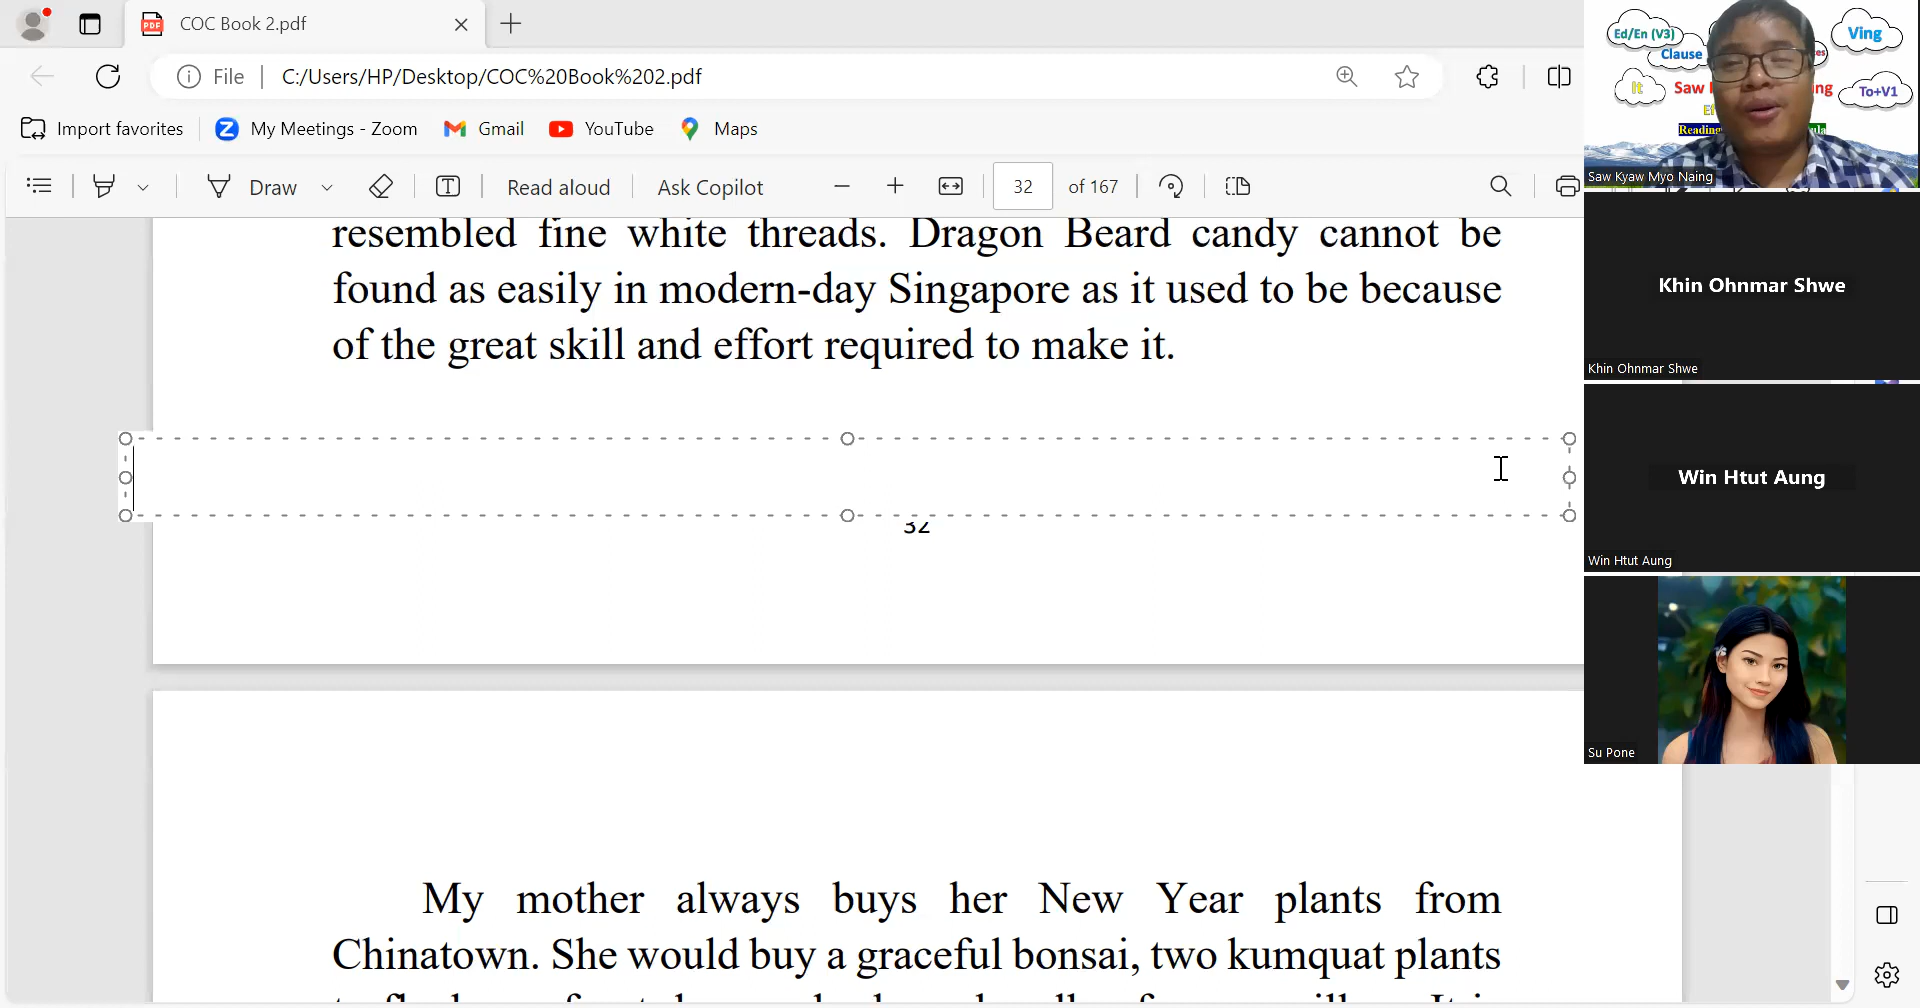 COC Book 2.pdf
File
C:/Users/HP/Desktop/COC%20Book%202.pdf
Import favorites
My Meetings - Zoom
Gmail
YouTube
Maps
Draw
Read aloud
Ask Copilot
32
of 167
resembled fine white threads. Dragon Beard candy cannot be
found as easily in modern-day Singapore as it used to be because
of the great skill and effort required to make it.
32
My mother always buys her New Year plants from
Chinatown. She would buy a graceful bonsai, two kumquat plants
Ed/En (V3)
Ving
Clause
It
Saw
To+V1
Reading
Saw Kyaw Myo Naing
Khin Ohnmar Shwe
Khin Ohnmar Shwe
Win Htut Aung
Win Htut Aung
Su Pone